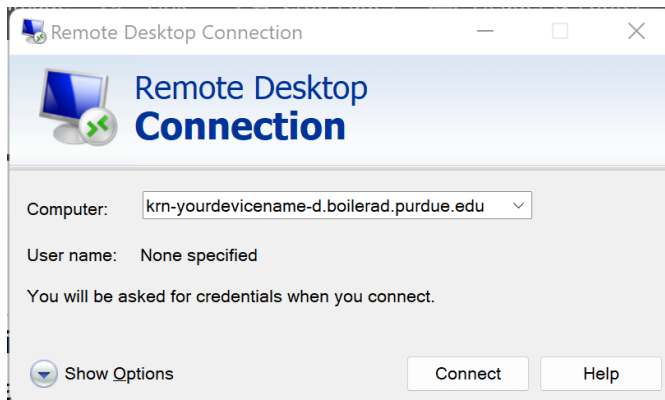 Remote Desktop Connection
Remote Desktop
Connection
Computer: krn-yourdevicename-d.boilerad.purdue.edu
User name: None specified
You will be asked for credentials when you connect.
Show Options Connect Help